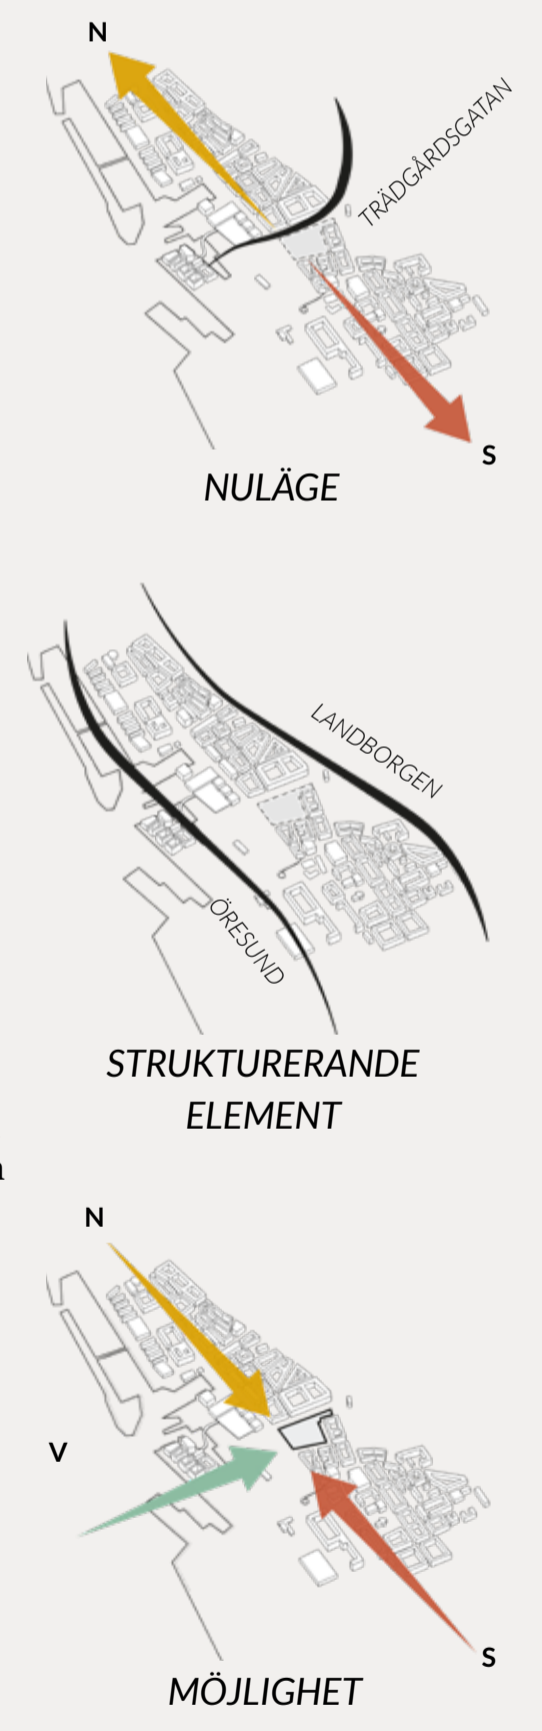 N
TRÄDGÅRDSGATAN
S
NULÄGE
LANDBORGEN
ÖRESUND
STRUKTURERANDE
ELEMENT
N
V
S
MÖJLIGHET